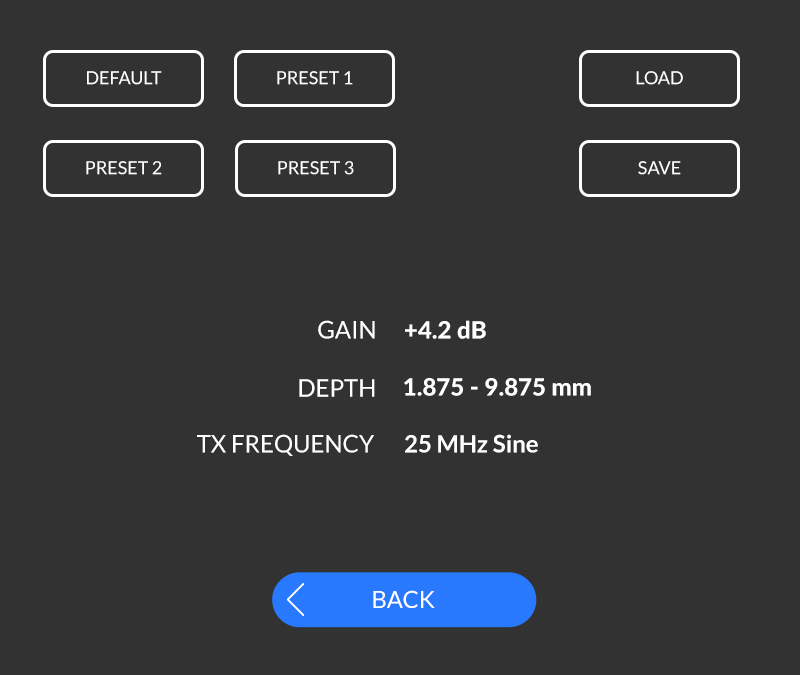 DEFAULT
PRESET 1
LOAD
PRESET 2
PRESET 3
SAVE
GAIN +4.2 dB
DEPTH 1.875 - 9.875 mm
TX FREQUENCY 25 MHz Sine
BACK